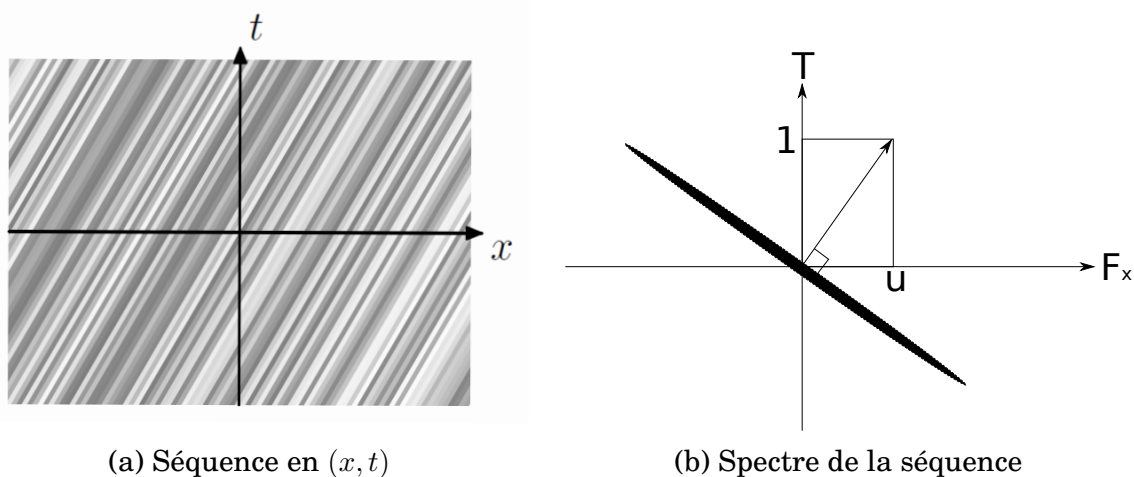 t
x
(a) Séquence en (x, t)
T
1
u
Fx
(b) Spectre de la séquence